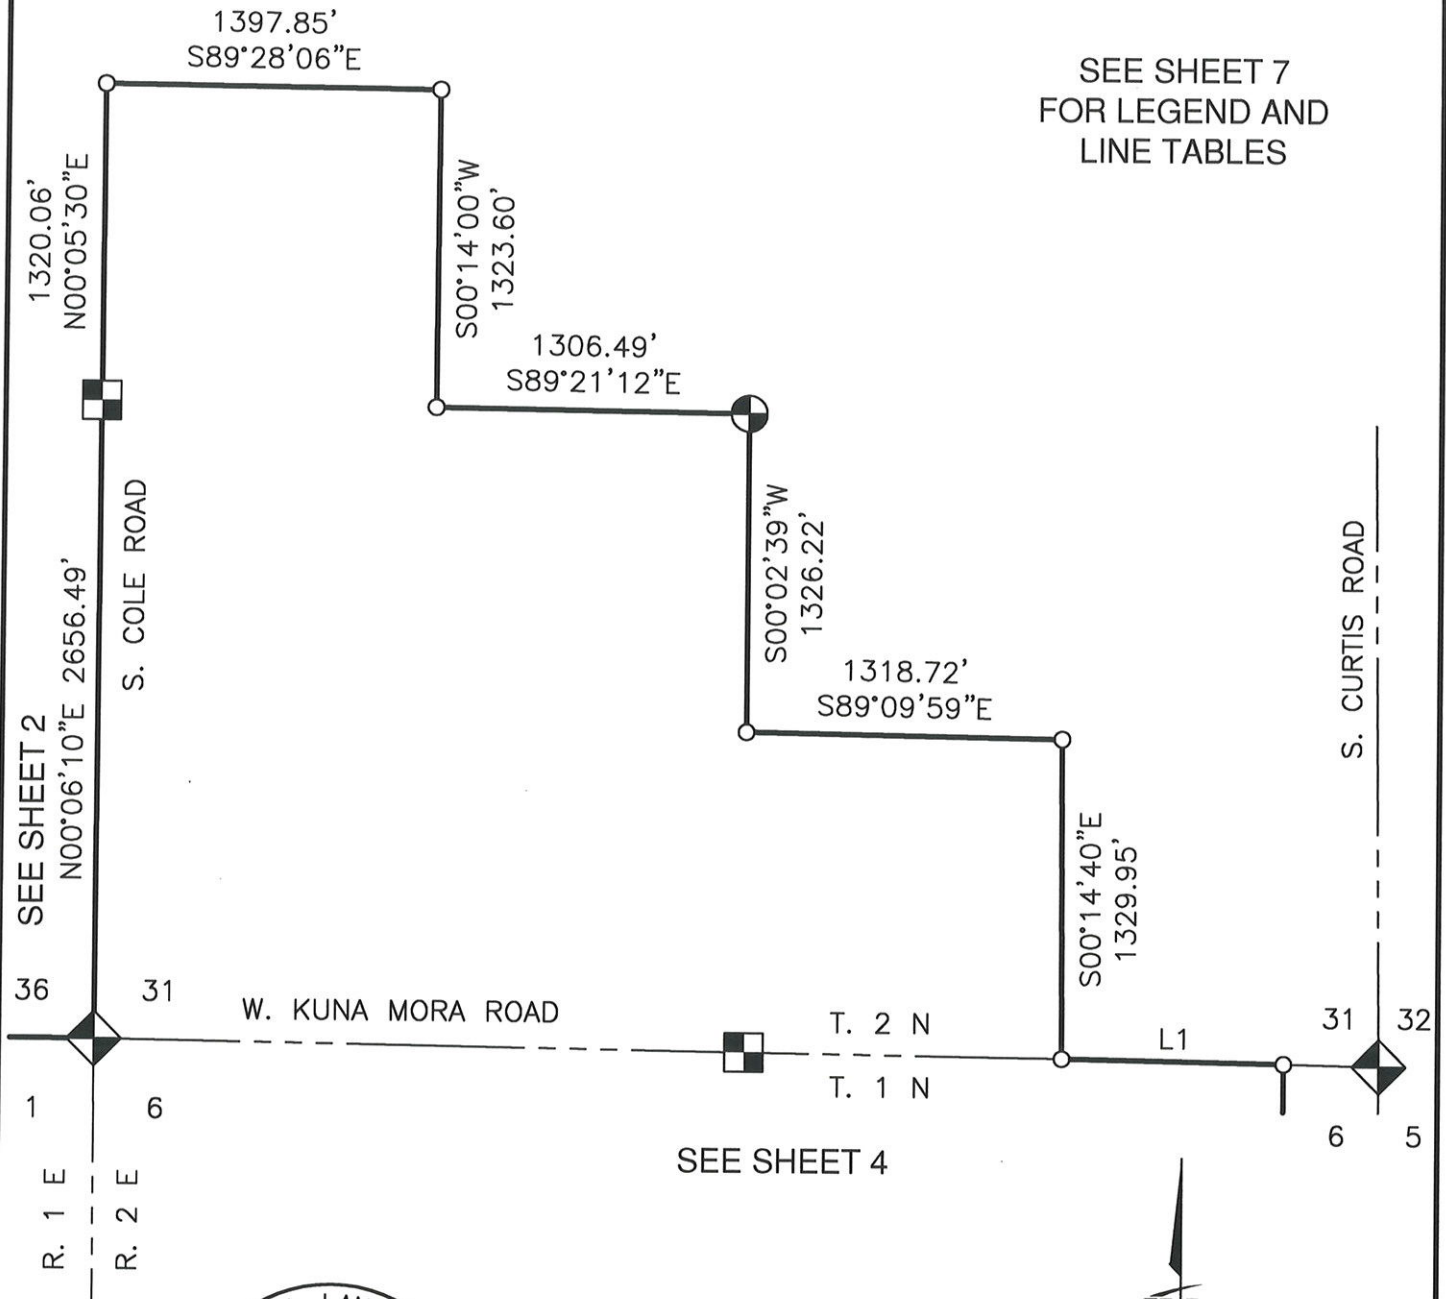 1397.85'
S89°28'06"E
SEE SHEET 7
FOR LEGEND AND
LINE TABLES
1320.06'
N00°05'30"E
S00°14'00"W
1323.60'
1306.49'
S89°21'12"E
S. COLE ROAD
S00°02'39"W
1326.22'
S. CURTIS ROAD
SEE SHEET 2
N00°06'10"E 2656.49'
1318.72'
S89°09'59"E
S00°14'40"E
1329.95'
36
31
W. KUNA MORA ROAD
T. 2 N
L1
31
32
1
6
T. 1 N
6
5
SEE SHEET 4
R. 1 E
R. 2 E